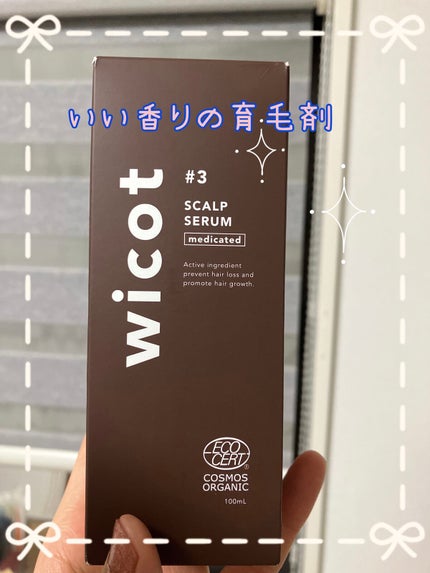 いい香りの育毛剤
wicot
#3
SCALP
SERUM
medicated
Active ingredient
prevent hair loss and
promote hair growth.
ECO
CERT
®
COSMOS
ORGANIC
100mL